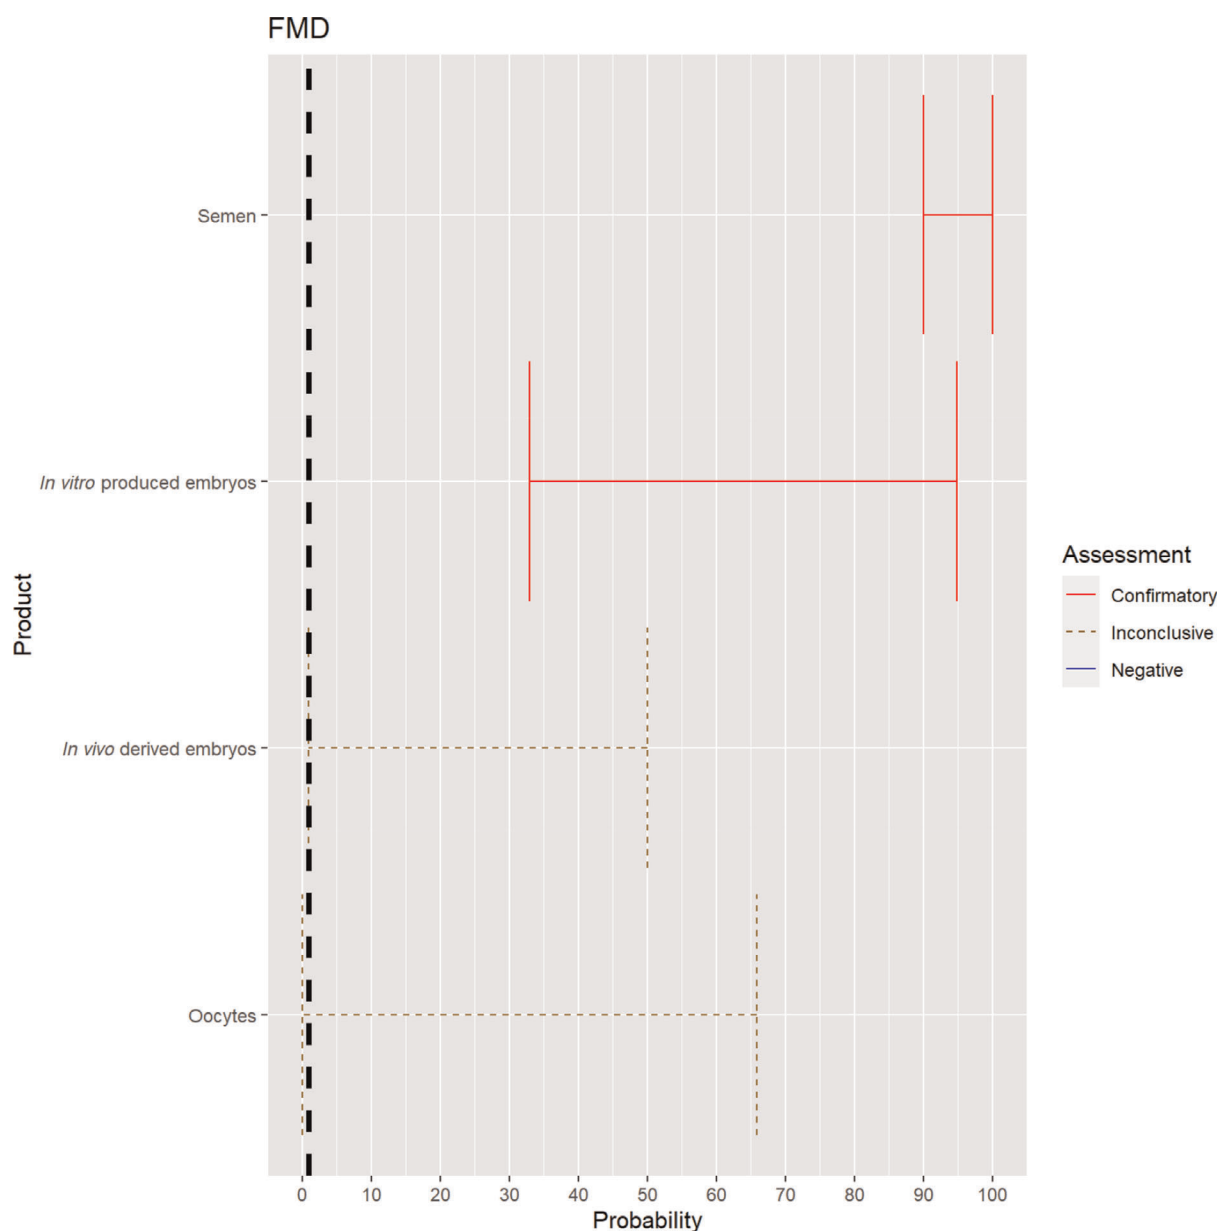 FMD
Product
Semen
In vitro produced embryos
In vivo derived embryos
Oocytes
0 10 20 30 40 50 60 70 80 90 100
Probability
Assessment
Confirmatory
Inconclusive
Negative